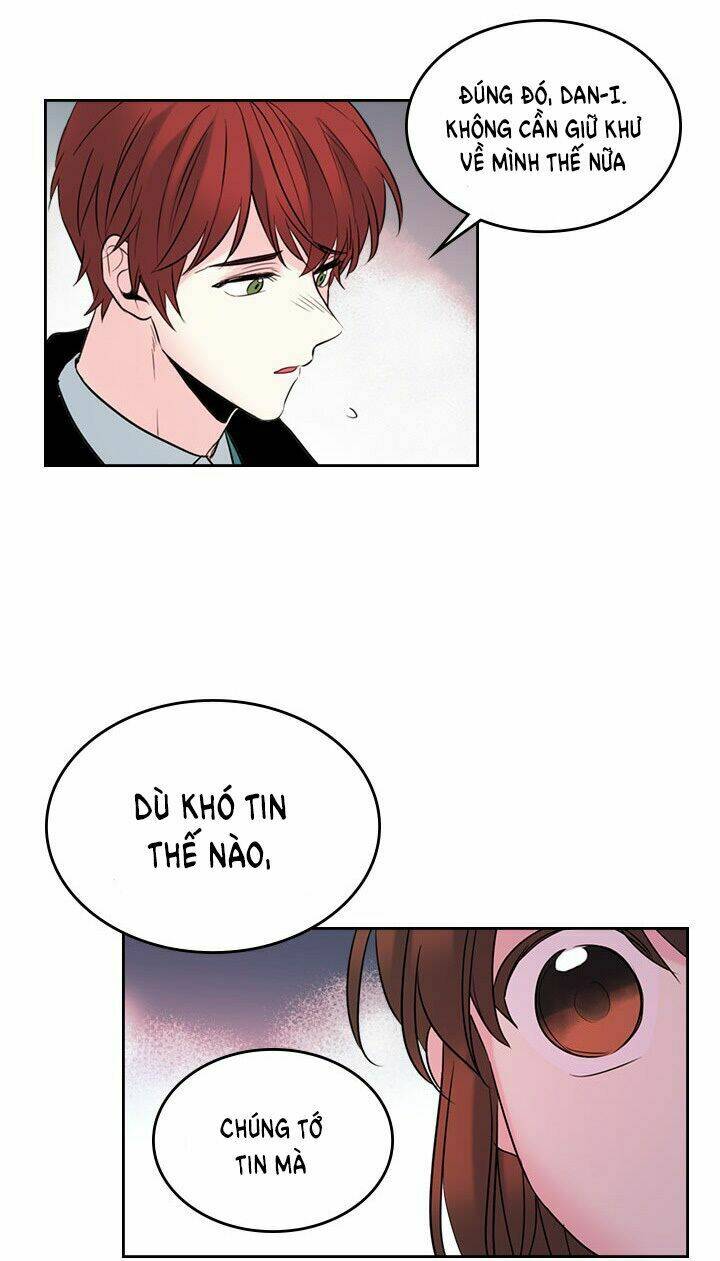 ĐÚNG ĐÓ, DAN-I.
KHÔNG CẦN GIỮ KHƯ
VỀ MÌNH THẾ NỮA
DÙ KHÓ TIN
THẾ NÀO,
CHÚNG TỚ
TIN MÀ